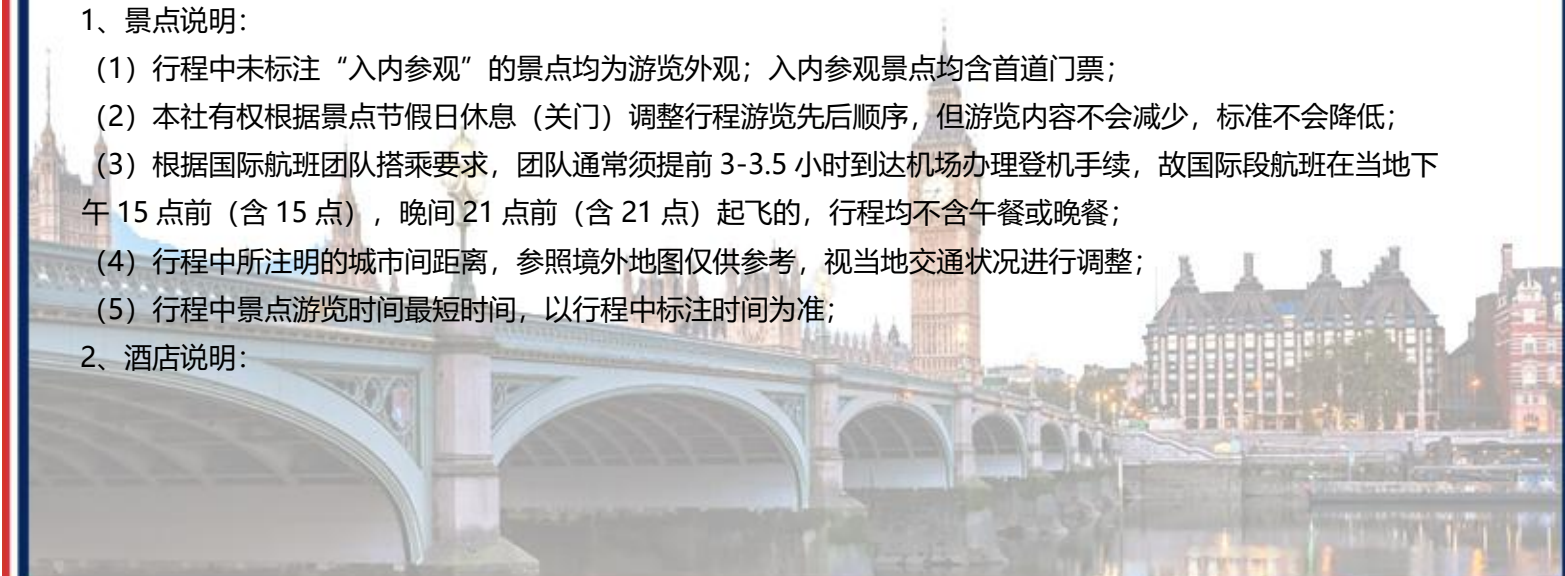 1、景点说明：
（1）行程中未标注“入内参观”的景点均为游览外观；入内参观景点均含首道门票；
（2）本社有权根据景点节假日休息（关门）调整行程游览先后顺序，但游览内容不会减少，标准不会降低；
（3）根据国际航班团队搭乘要求，团队通常须提前 3-3.5 小时到达机场办理登机手续，故国际段航班在当地下
午 15 点前（含 15 点），晚间 21 点前（含 21 点）起飞的，行程均不含午餐或晚餐；
（4）行程中所注明的城市间距离，参照境外地图仅供参考，视当地交通状况进行调整；
（5）行程中景点游览时间最短时间，以行程中标注时间为准；
2、酒店说明：